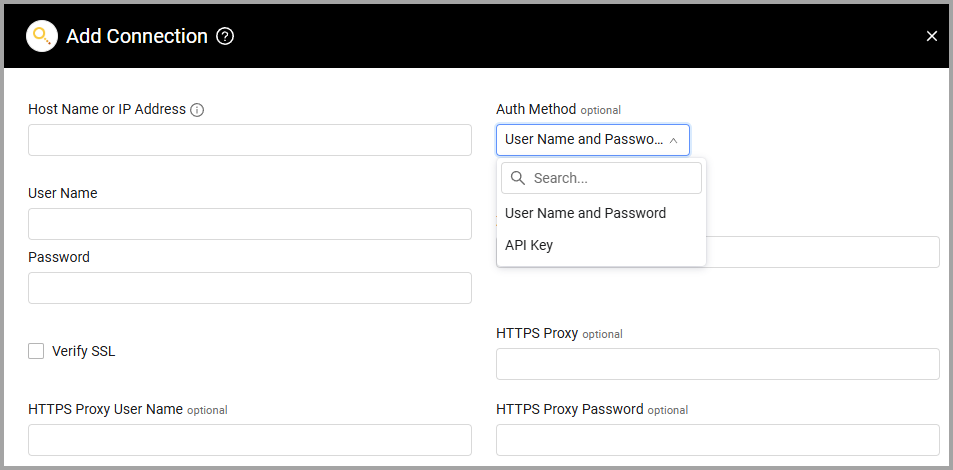 Add Connection ?
Host Name or IP Address i
Auth Method optional
User Name and Passwo...
Search...
User Name
User Name and Password
API Key
Password
Verify SSL
HTTPS Proxy optional
HTTPS Proxy User Name optional
HTTPS Proxy Password optional